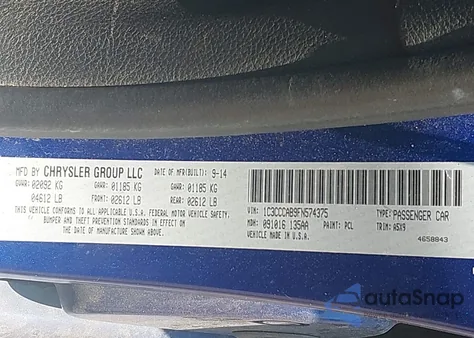 MFD BY CHRYSLER GROUP LLC DATE OF MFR(BUILT): 9-14
GVWR: 02092 KG GAWR: 01185 KG GAWR: 01185 KG
04612 LB FRONT: 02612 LB REAR: 02612 LB
THIS VEHICLE CONFORMS TO ALL APPLICABLE U.S.A. FEDERAL MOTOR VEHICLE SAFETY,
BUMPER AND THEFT PREVENTION STANDARDS IN EFFECT ON
THE DATE OF MANUFACTURE SHOWN ABOVE.
VIN: 1C3CCCAB9FN574375 TYPE: PASSENGER CAR
MDH: 091016 135AA PAINT: PCL TRIM: A5X9
VEHICLE MADE IN U.S.A. 4658843
autoSnap